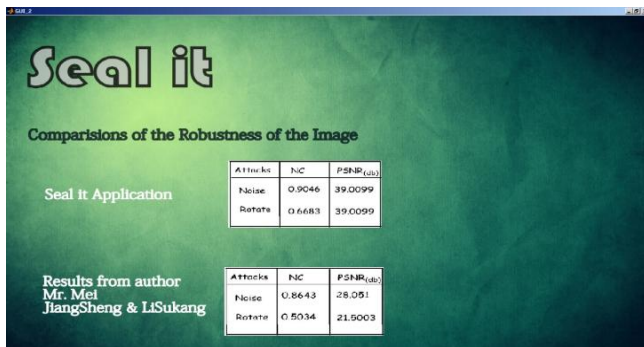 GUI_2
Seal it
Comparisions of the Robustness of the Image
Seal it Application
Attacks NC PSNR(db)
Noise 0.9046 39.0099
Rotate 0.6683 39.0099
Results from author
Mr. Mei
JiangSheng & LiSukang
Attacks NC PSNR(db)
Noise 0.8643 28.051
Rotate 0.5034 21.5003